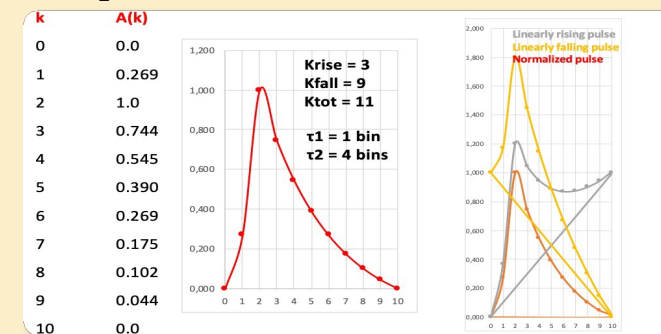 k A(k)
0 0.0
1 0.269
2 1.0
3 0.744
4 0.545
5 0.390
6 0.269
7 0.175
8 0.102
9 0.044
10 0.0
1,200
1,000
0,800
0,600
0,400
0,200
0,000
0 1 2 3 4 5 6 7 8 9 10
Krise = 3
Kfall = 9
Ktot = 11
τ1 = 1 bin
τ2 = 4 bins
2,000
1,800
1,600
1,400
1,200
1,000
0,800
0,600
0,400
0,200
0,000
0 1 2 3 4 5 6 7 8 9 10
Linearly rising pulse
Linearly falling pulse
Normalized pulse